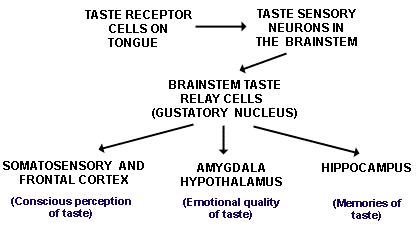 TASTE RECEPTOR
CELLS ON
TONGUE
TASTE SENSORY
NEURONS IN
THE BRAINSTEM
BRAINSTEM TASTE
RELAY CELLS
(GUSTATORY NUCLEUS)
SOMATOSENSORY AND
FRONTAL CORTEX
(Conscious perception
of taste)
AMYGDALA
HYPOTHALAMUS
(Emotional quality
of taste)
HIPPOCAMPUS
(Memories of
taste)